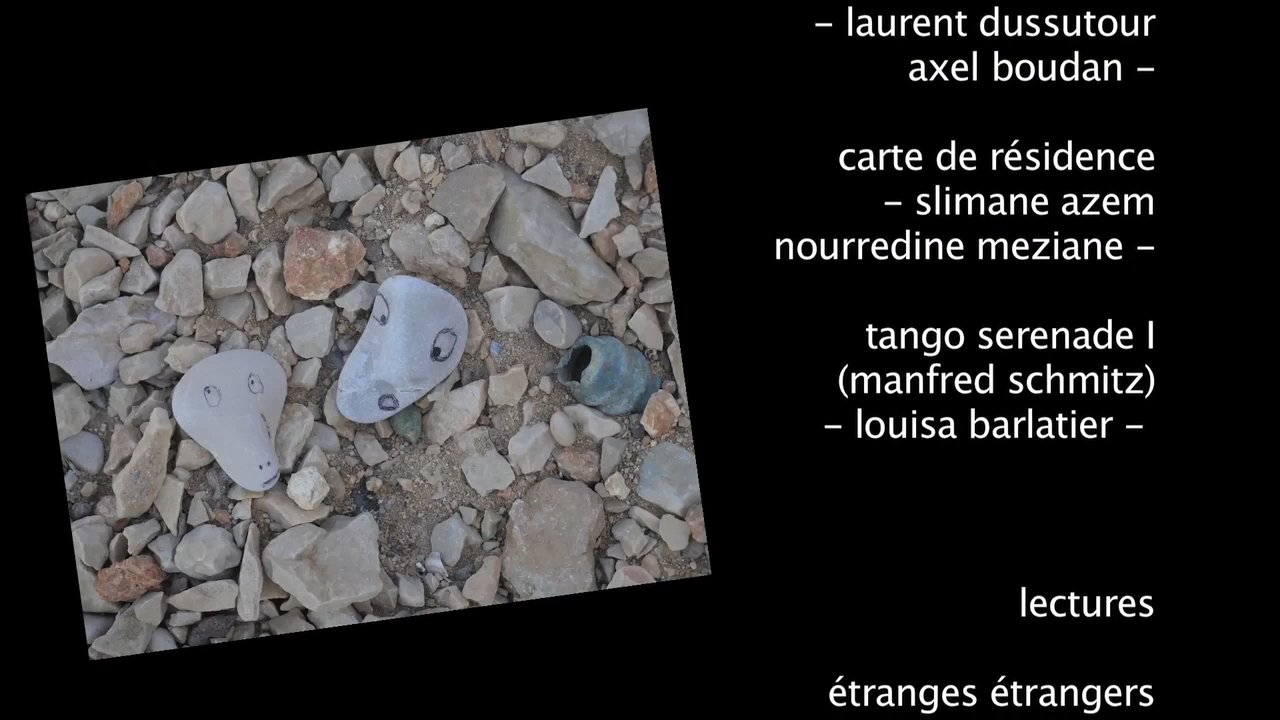 – laurent dussutour
axel boudan –
carte de résidence
– slimane azem
nourredine meziane –
tango serenade I
(manfred schmitz)
– louisa barlatier –
lectures
étranges étrangers